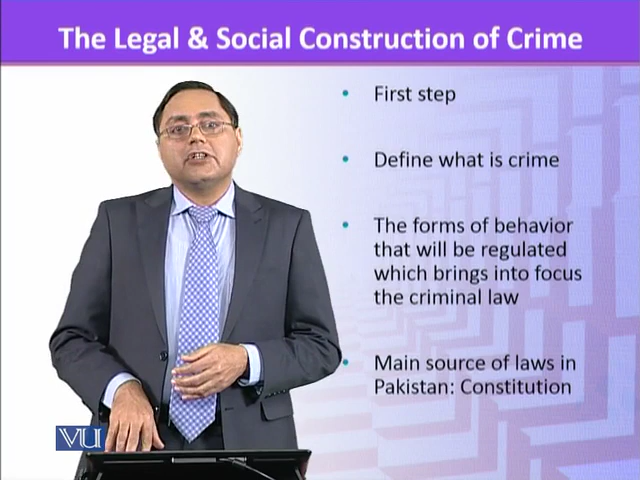 The Legal & Social Construction of Crime
• First step
• Define what is crime
• The forms of behavior
that will be regulated
which brings into focus
the criminal law
• Main source of laws in
Pakistan: Constitution
VU